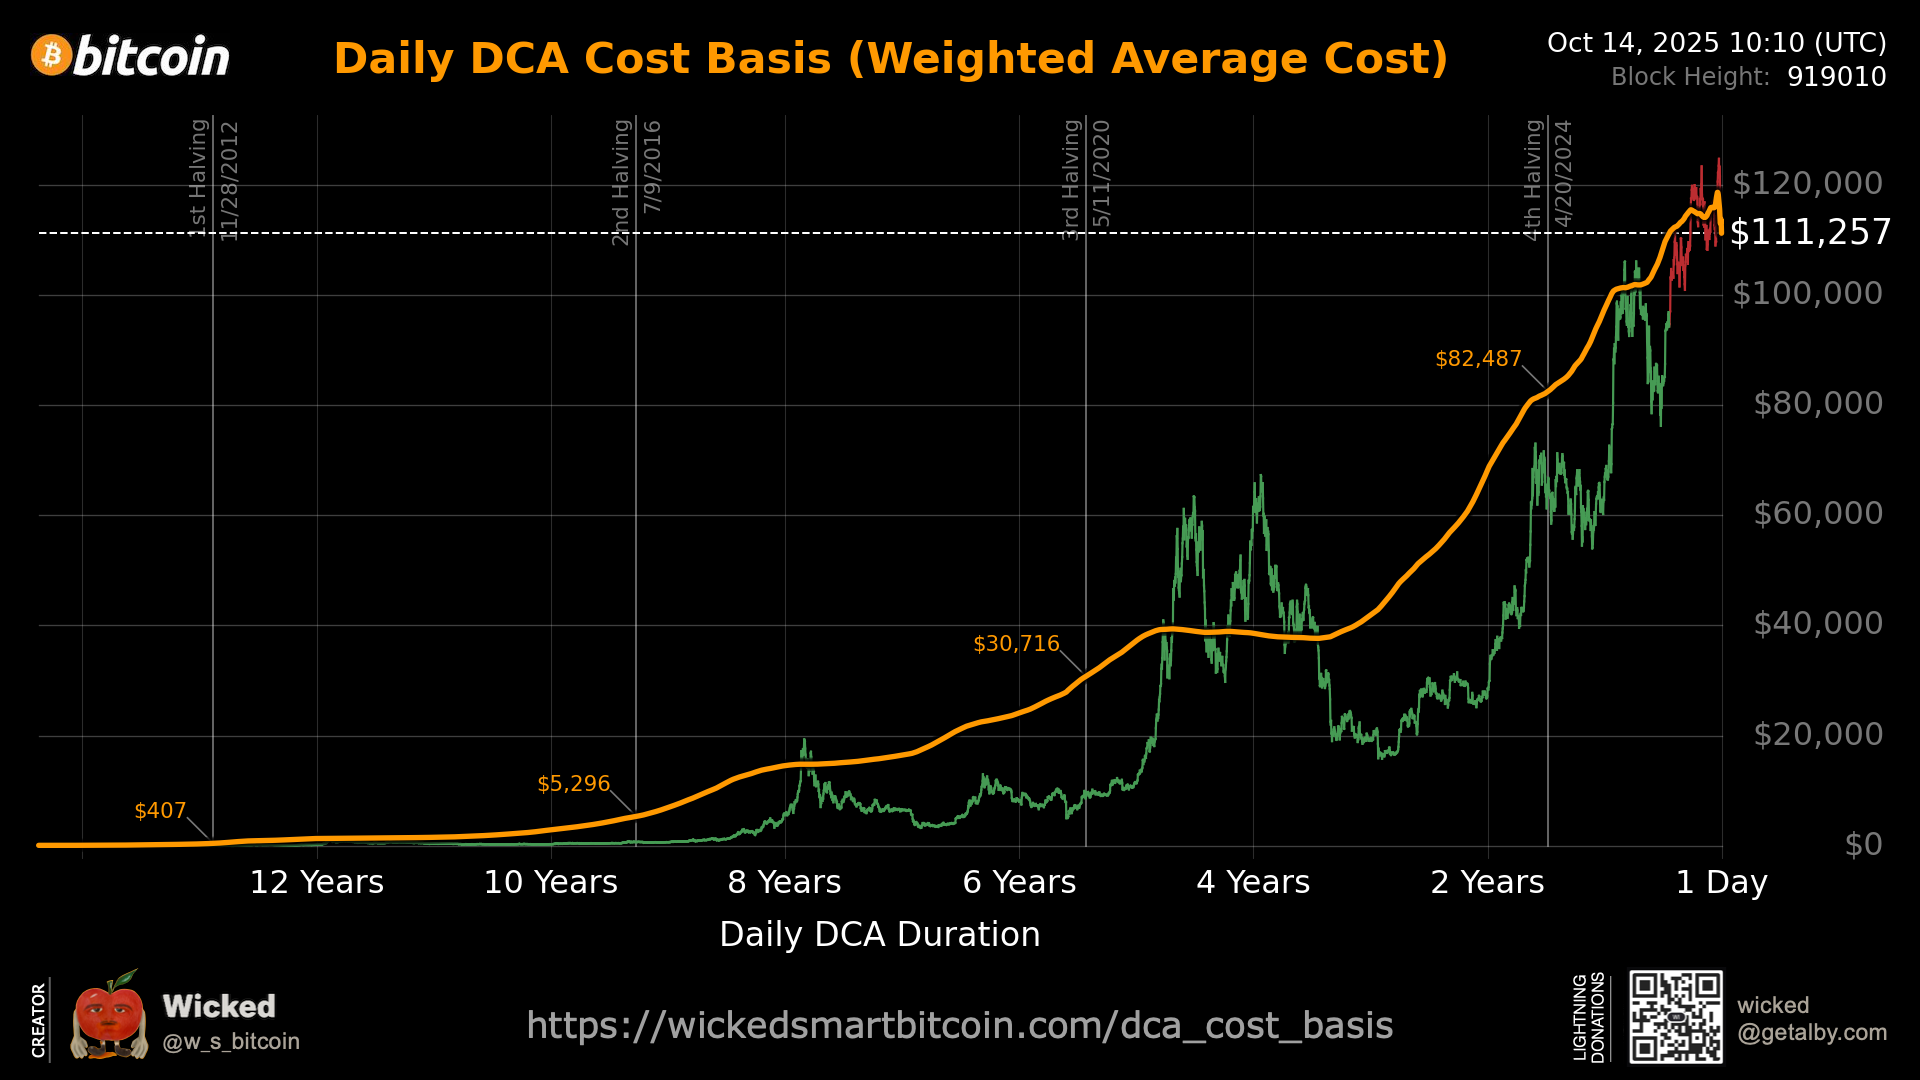 bitcoin
Daily DCA Cost Basis (Weighted Average Cost)
Oct 14, 2025 10:10 (UTC)
Block Height: 919010
1st Halving
11/28/2012
2nd Halving
7/9/2016
3rd Halving
5/11/2020
4th Halving
4/20/2024
$120,000
$111,257
$100,000
$82,487
$80,000
$60,000
$40,000
$30,716
$20,000
$5,296
$407
$0
12 Years
10 Years
8 Years
6 Years
4 Years
2 Years
1 Day
Daily DCA Duration
CREATOR
Wicked
@w_s_bitcoin
https://wickedsmartbitcoin.com/dca_cost_basis
LIGHTNING
DONATIONS
wicked
@getalby.com